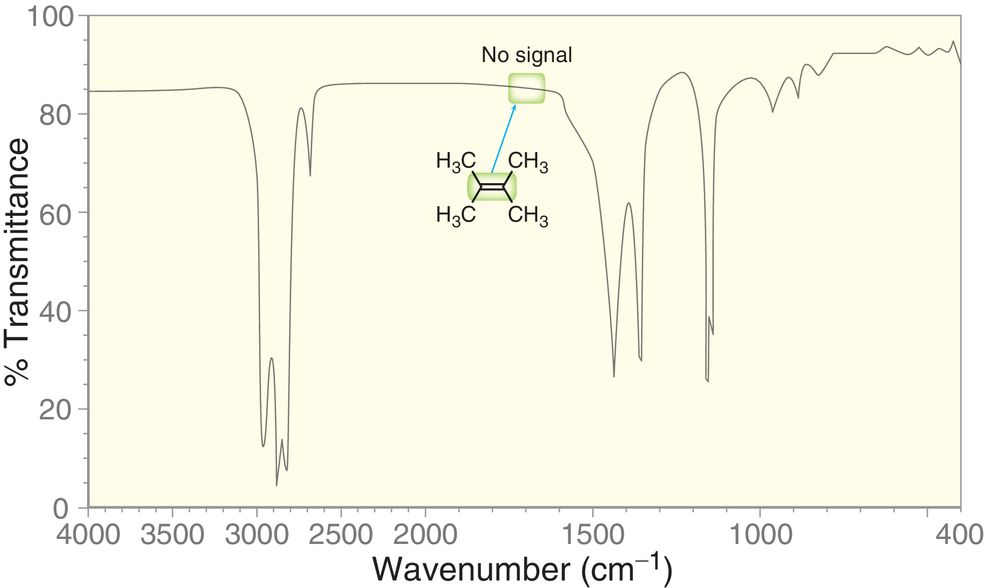 100
80
60
40
20
0
% Transmittance
No signal
H₃C CH₃
H₃C CH₃
4000 3500 3000 2500 2000 1500 1000 400
Wavenumber (cm⁻¹)